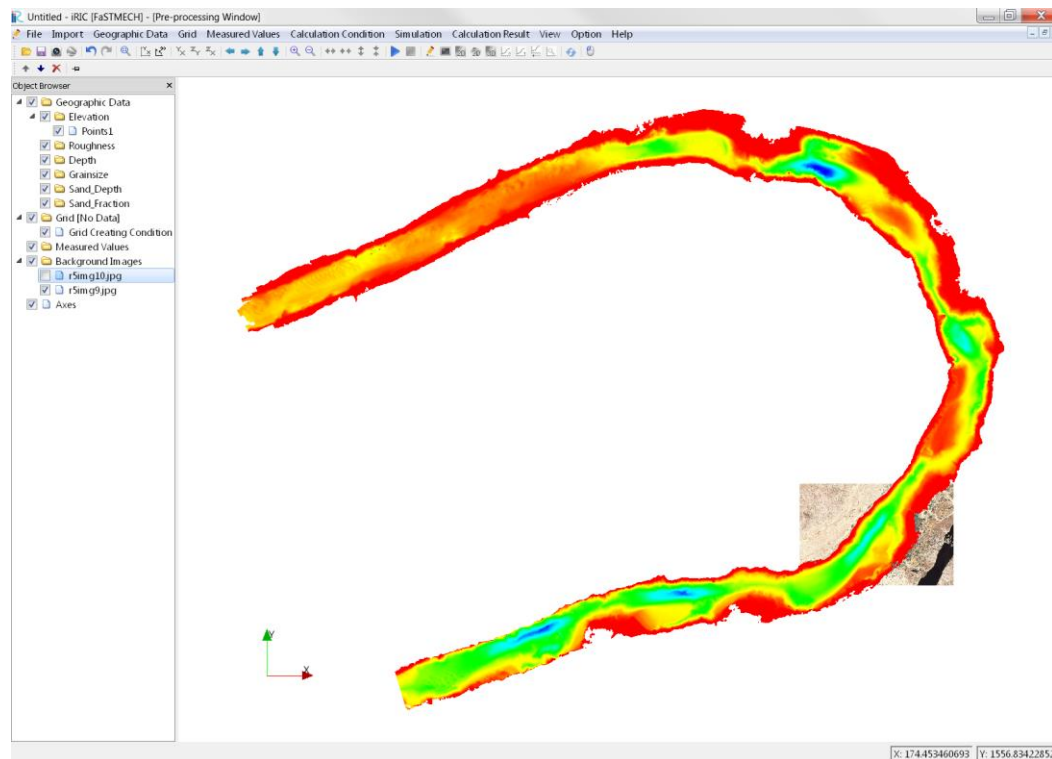 Untitled - iRIC [FaSTMECH] - [Pre-processing Window]
File Import Geographic Data Grid Measured Values Calculation Condition Simulation Calculation Result View Option Help
Object Browser
Geographic Data
Elevation
Points1
Roughness
Depth
Grainsize
Sand_Depth
Sand_Fraction
Grid [No Data]
Grid Creating Condition
Measured Values
Background Images
r5img10.jpg
r5img9.jpg
Axes
Y
X
X: 174.453460693 Y: 1556.8342285